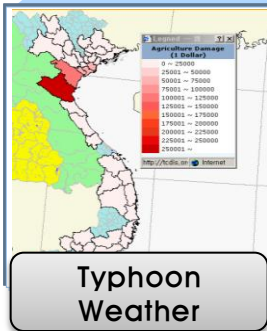 Legned
Agriculture Damage
(1 Dollar)
0 ~ 25000
25001 ~ 50000
50001 ~ 75000
75001 ~ 100000
100001 ~ 125000
125001 ~ 150000
150001 ~ 175000
175001 ~ 200000
200001 ~ 225000
225001 ~ 250000
250001 ~
Internet
Typhoon
Weather